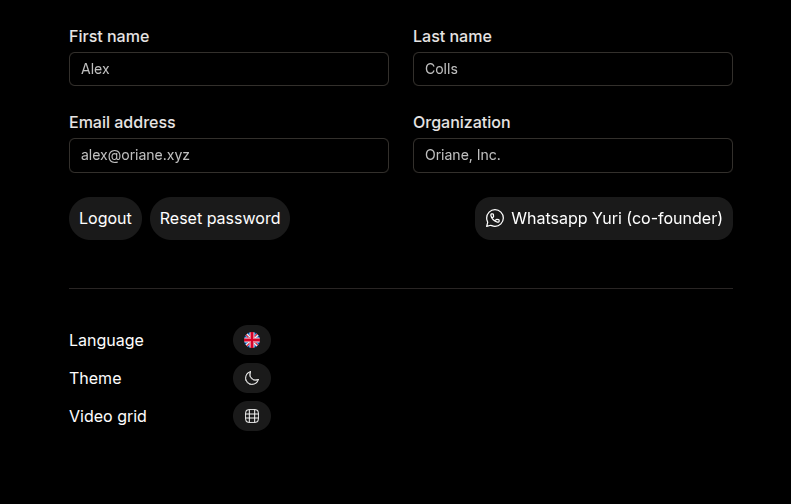 First name
Last name
Alex
Colls
Email address
Organization
alex@oriane.xyz
Oriane, Inc.
Logout
Reset password
Whatsapp Yuri (co-founder)
Language
Theme
Video grid